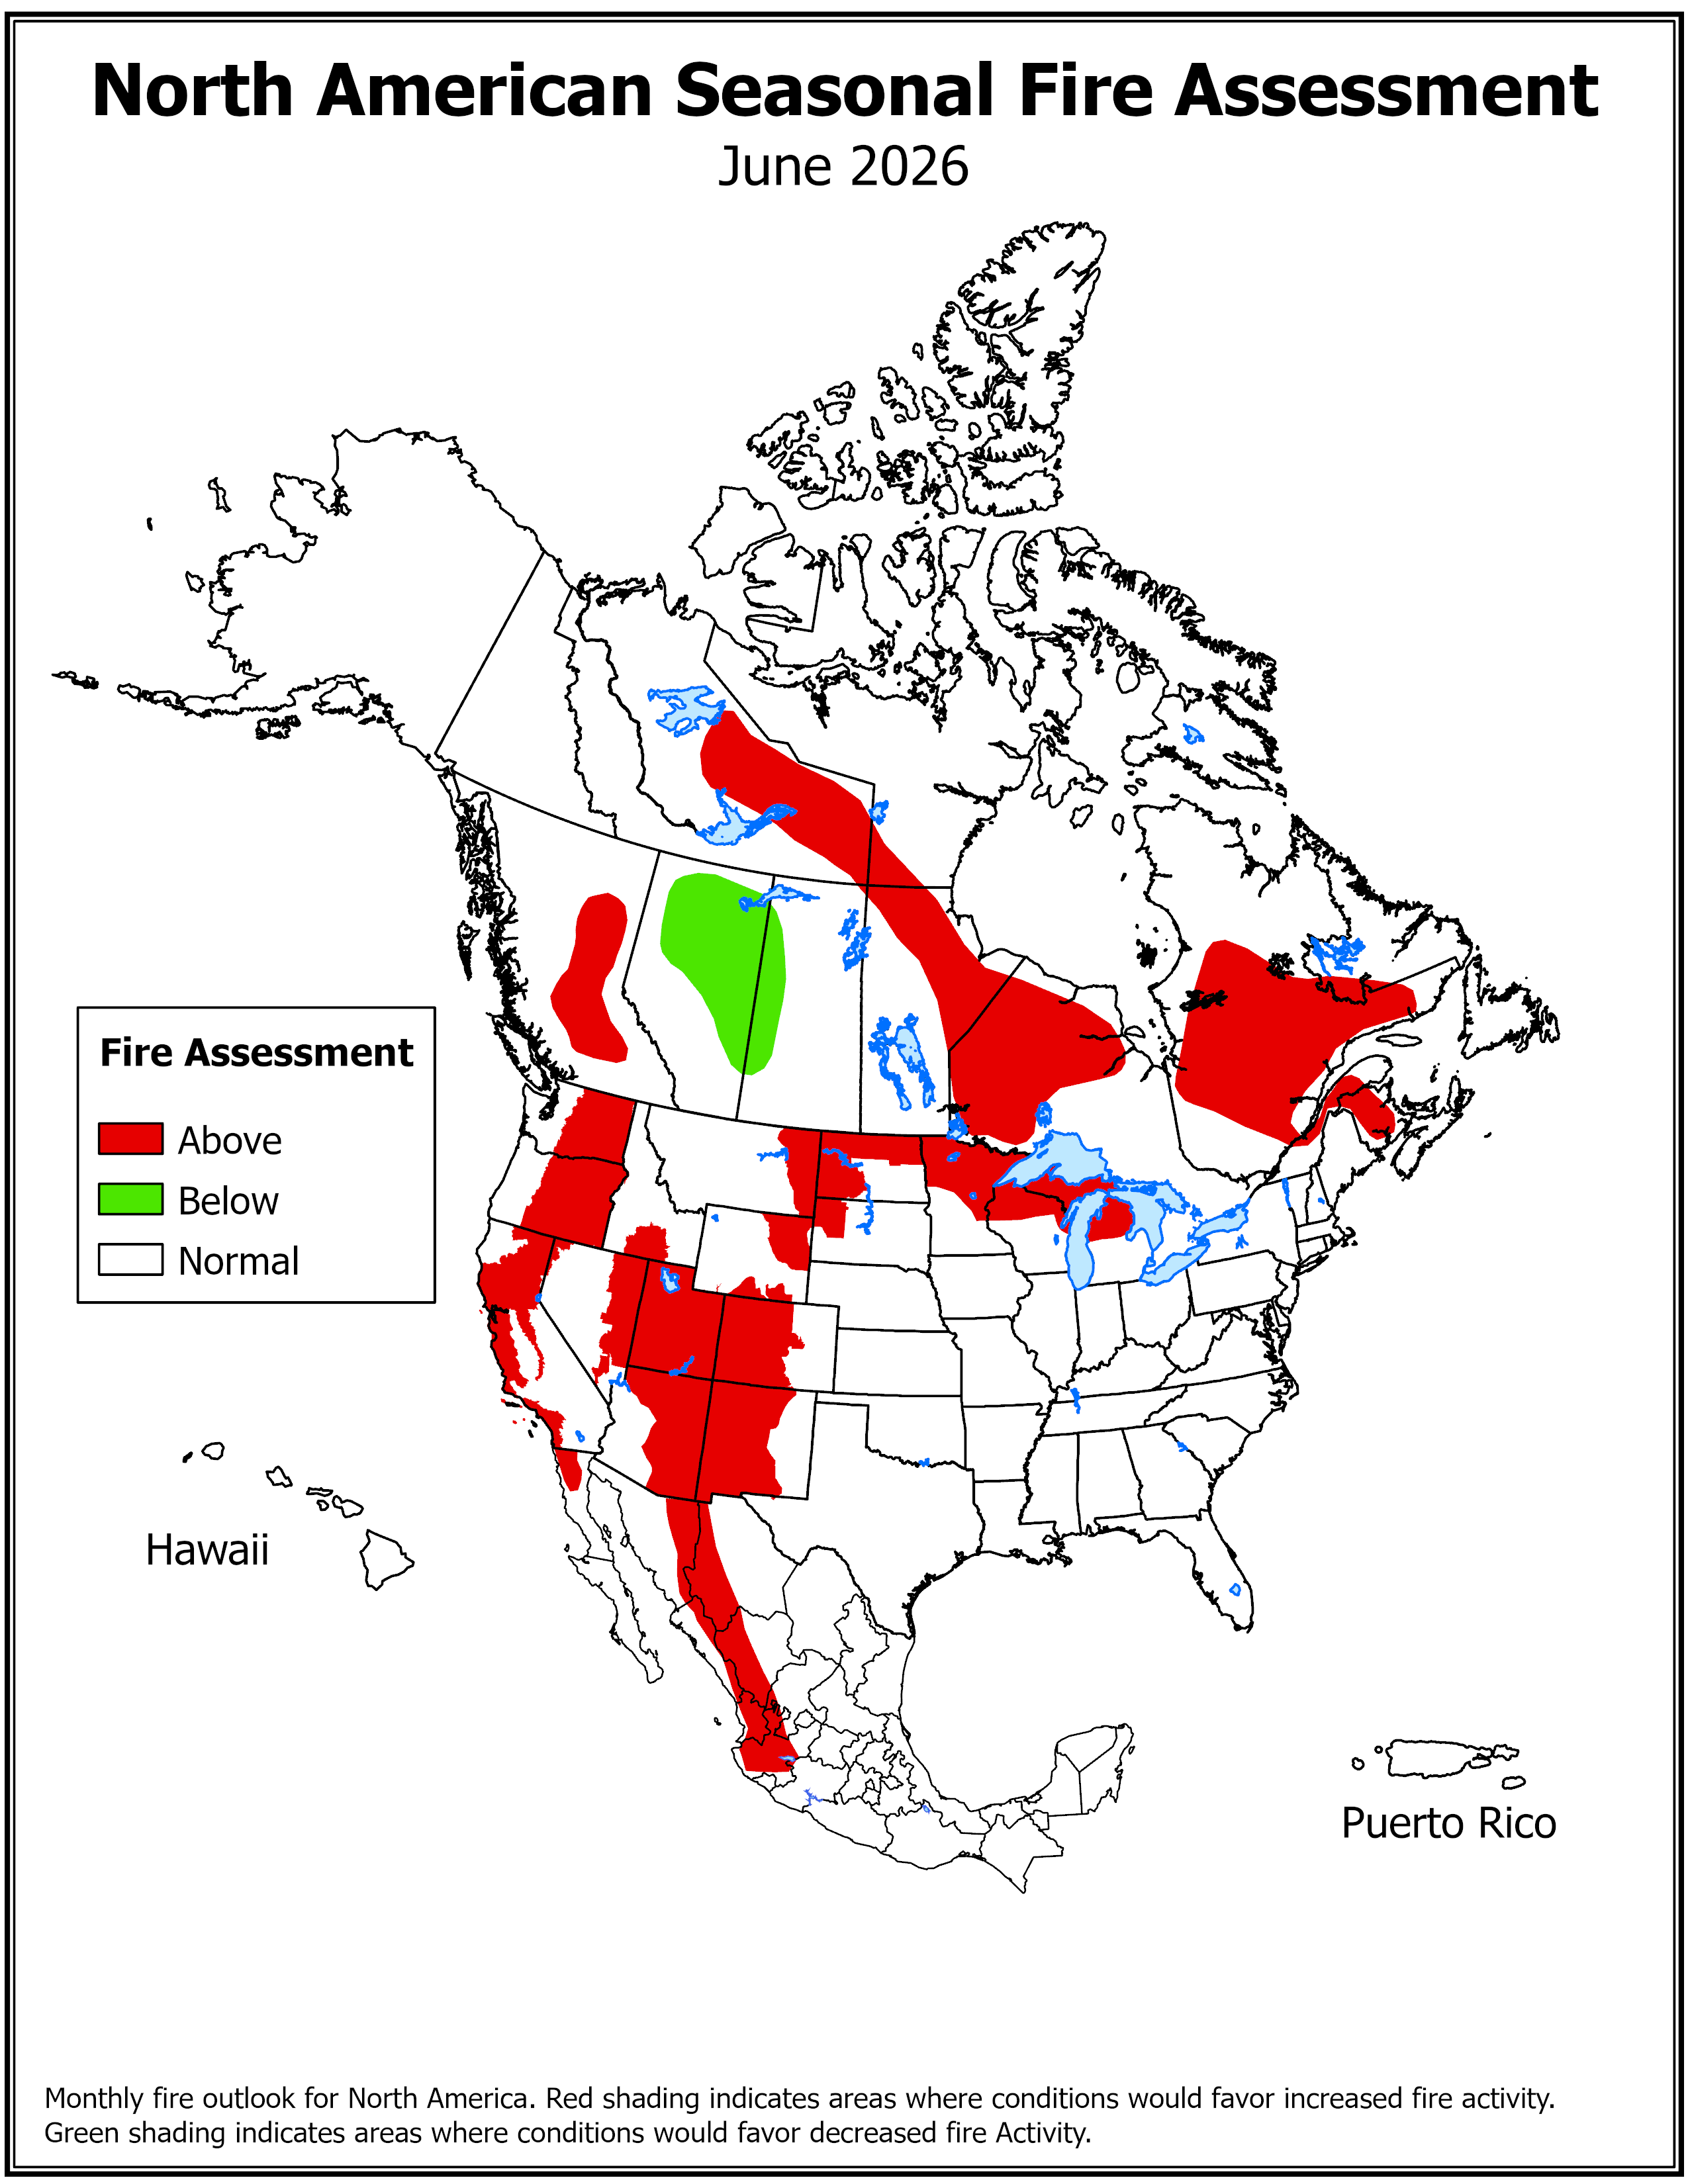 North American Seasonal Fire Assessment
June 2026
Fire Assessment
Above
Below
Normal
Hawaii
Puerto Rico
Monthly fire outlook for North America. Red shading indicates areas where conditions would favor increased fire activity.
Green shading indicates areas where conditions would favor decreased fire Activity.